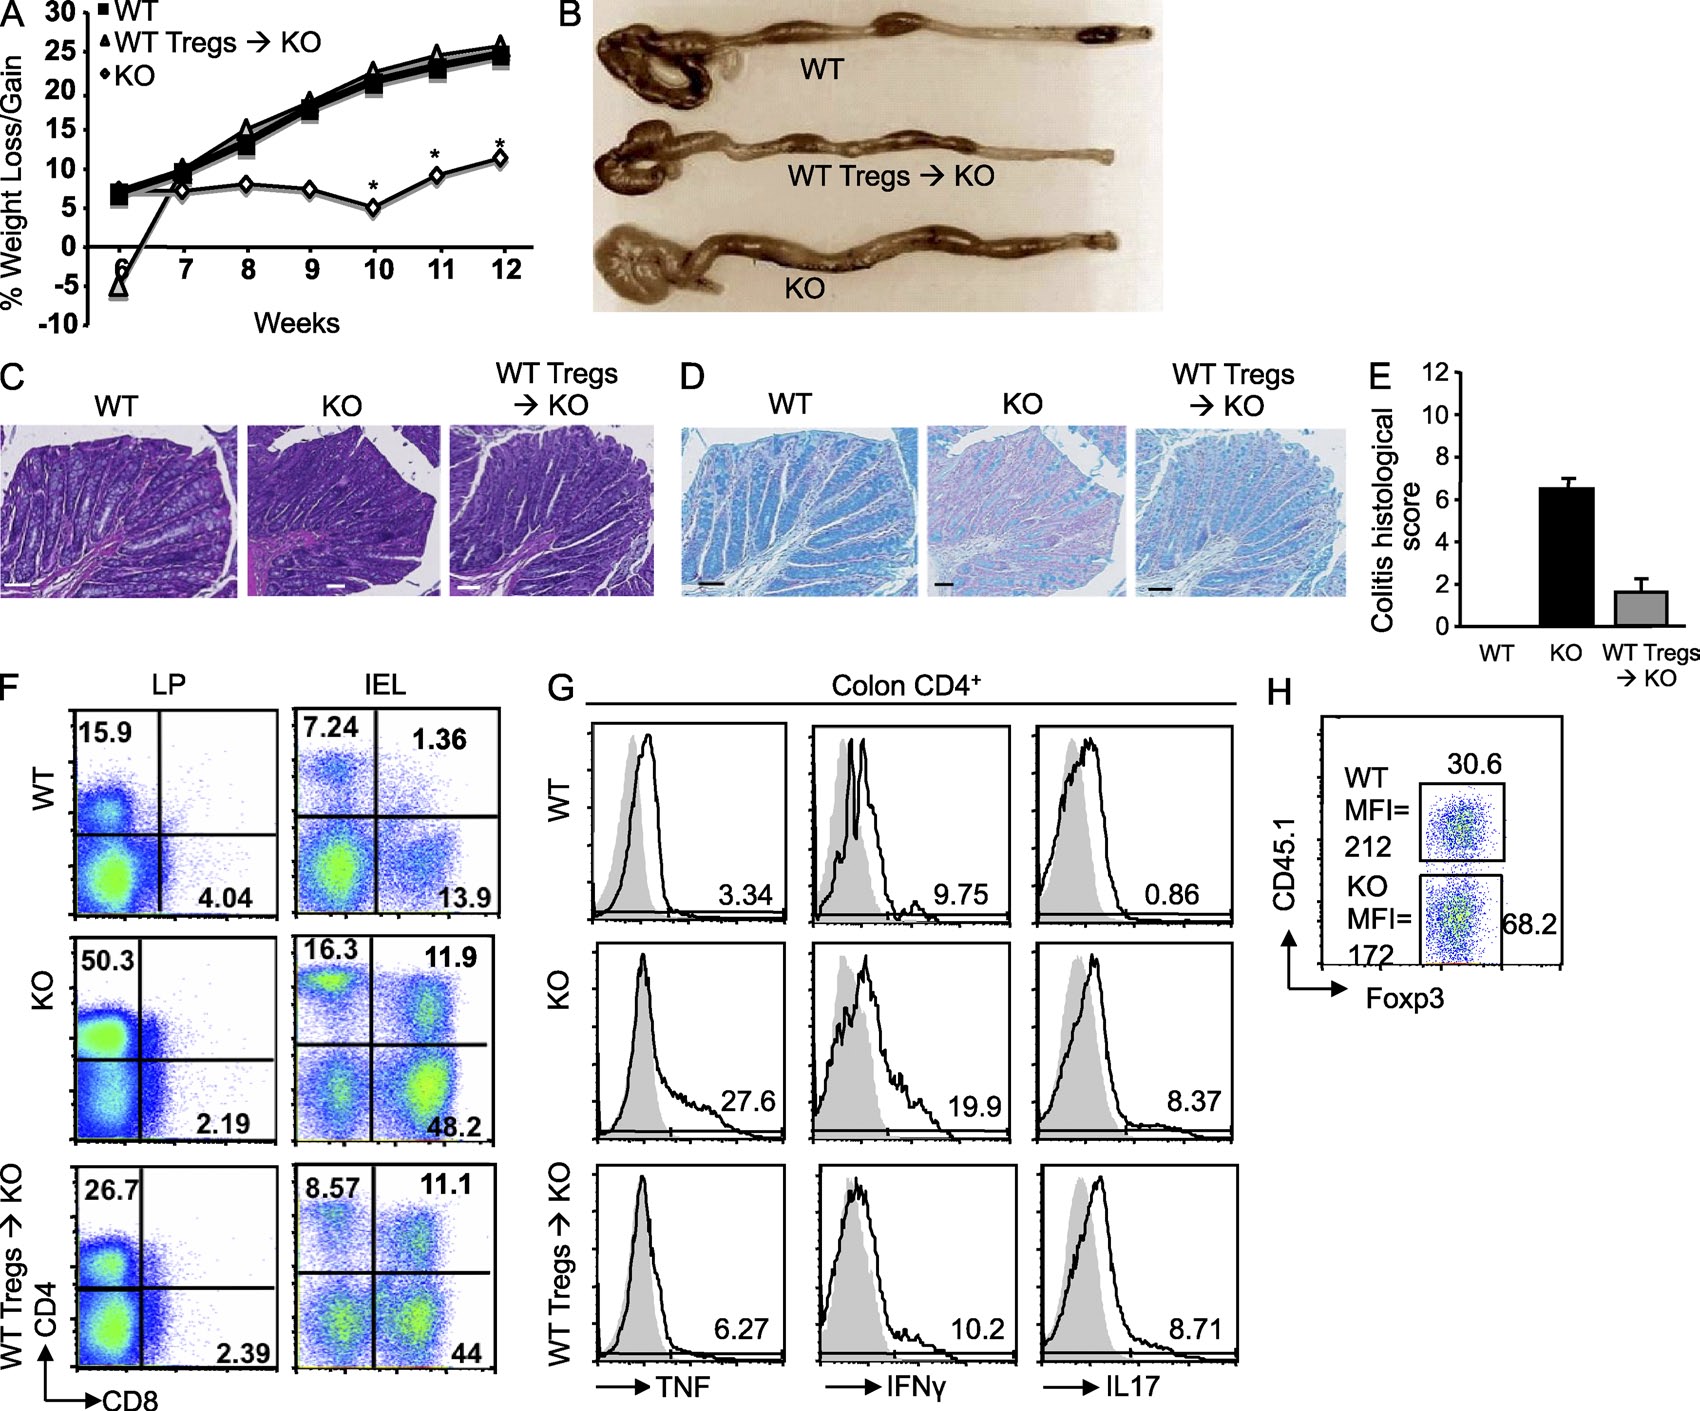 A
30
25
20
15
10
5
0
-5
-10
% Weight Loss/Gain
WT
WT Tregs → KO
KO
*
*
*
6 7 8 9 10 11 12
Weeks
B
WT
WT Tregs → KO
KO
C
WT
KO
WT Tregs
→ KO
D
WT
KO
WT Tregs
→ KO
E
Colitis histological
score
12
10
8
6
4
2
0
WT
KO
WT Tregs
→ KO
F
LP
IEL
WT
15.9
4.04
7.24
1.36
13.9
KO
50.3
2.19
16.3
11.9
48.2
WT Tregs → KO
26.7
2.39
8.57
11.1
44
CD4
CD8
G
Colon CD4+
WT
3.34
9.75
0.86
KO
27.6
19.9
8.37
WT Tregs → KO
6.27
10.2
8.71
TNF
IFNγ
IL17
H
30.6
WT
MFI=
212
KO
MFI=
172
68.2
CD45.1
Foxp3